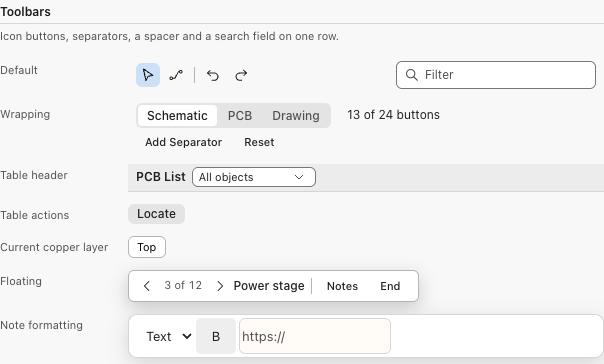 Toolbars
Icon buttons, separators, a spacer and a search field on one row.
Default Filter
Wrapping Schematic PCB Drawing 13 of 24 buttons
Add Separator Reset
Table header PCB List All objects
Table actions Locate
Current copper layer Top
Floating 3 of 12 Power stage Notes End
Note formatting Text B https://